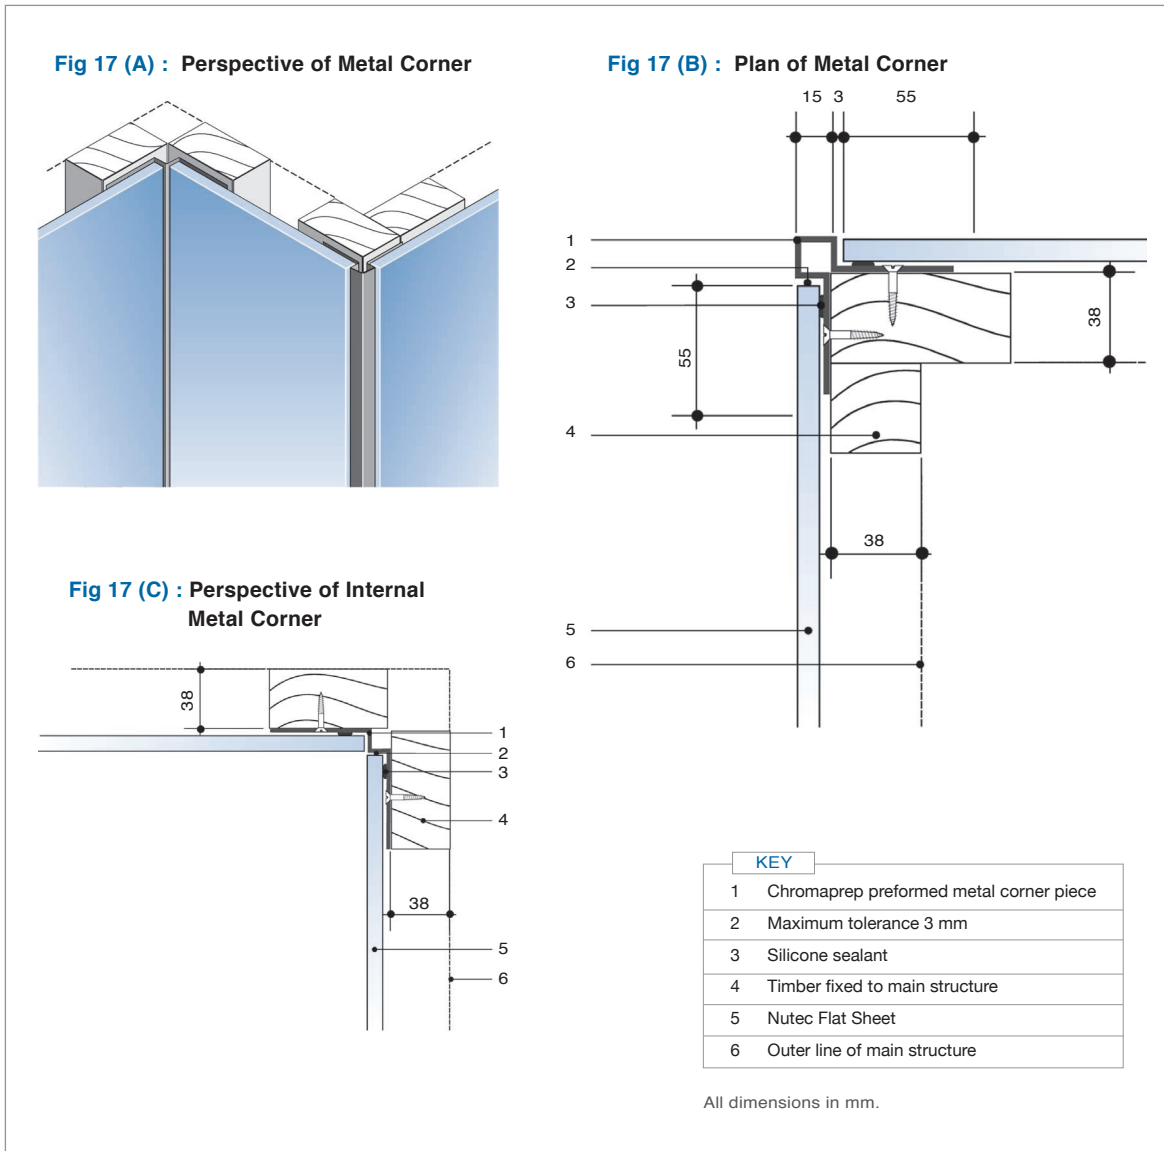 Fig 17 (A) : Perspective of Metal Corner
Fig 17 (B) : Plan of Metal Corner
15 3 55
1
2
3
55
38
4
38
5
6
Fig 17 (C) : Perspective of Internal
Metal Corner
38
1
2
3
4
38
5
6
KEY
1 Chromaprep preformed metal corner piece
2 Maximum tolerance 3 mm
3 Silicone sealant
4 Timber fixed to main structure
5 Nutec Flat Sheet
6 Outer line of main structure
All dimensions in mm.